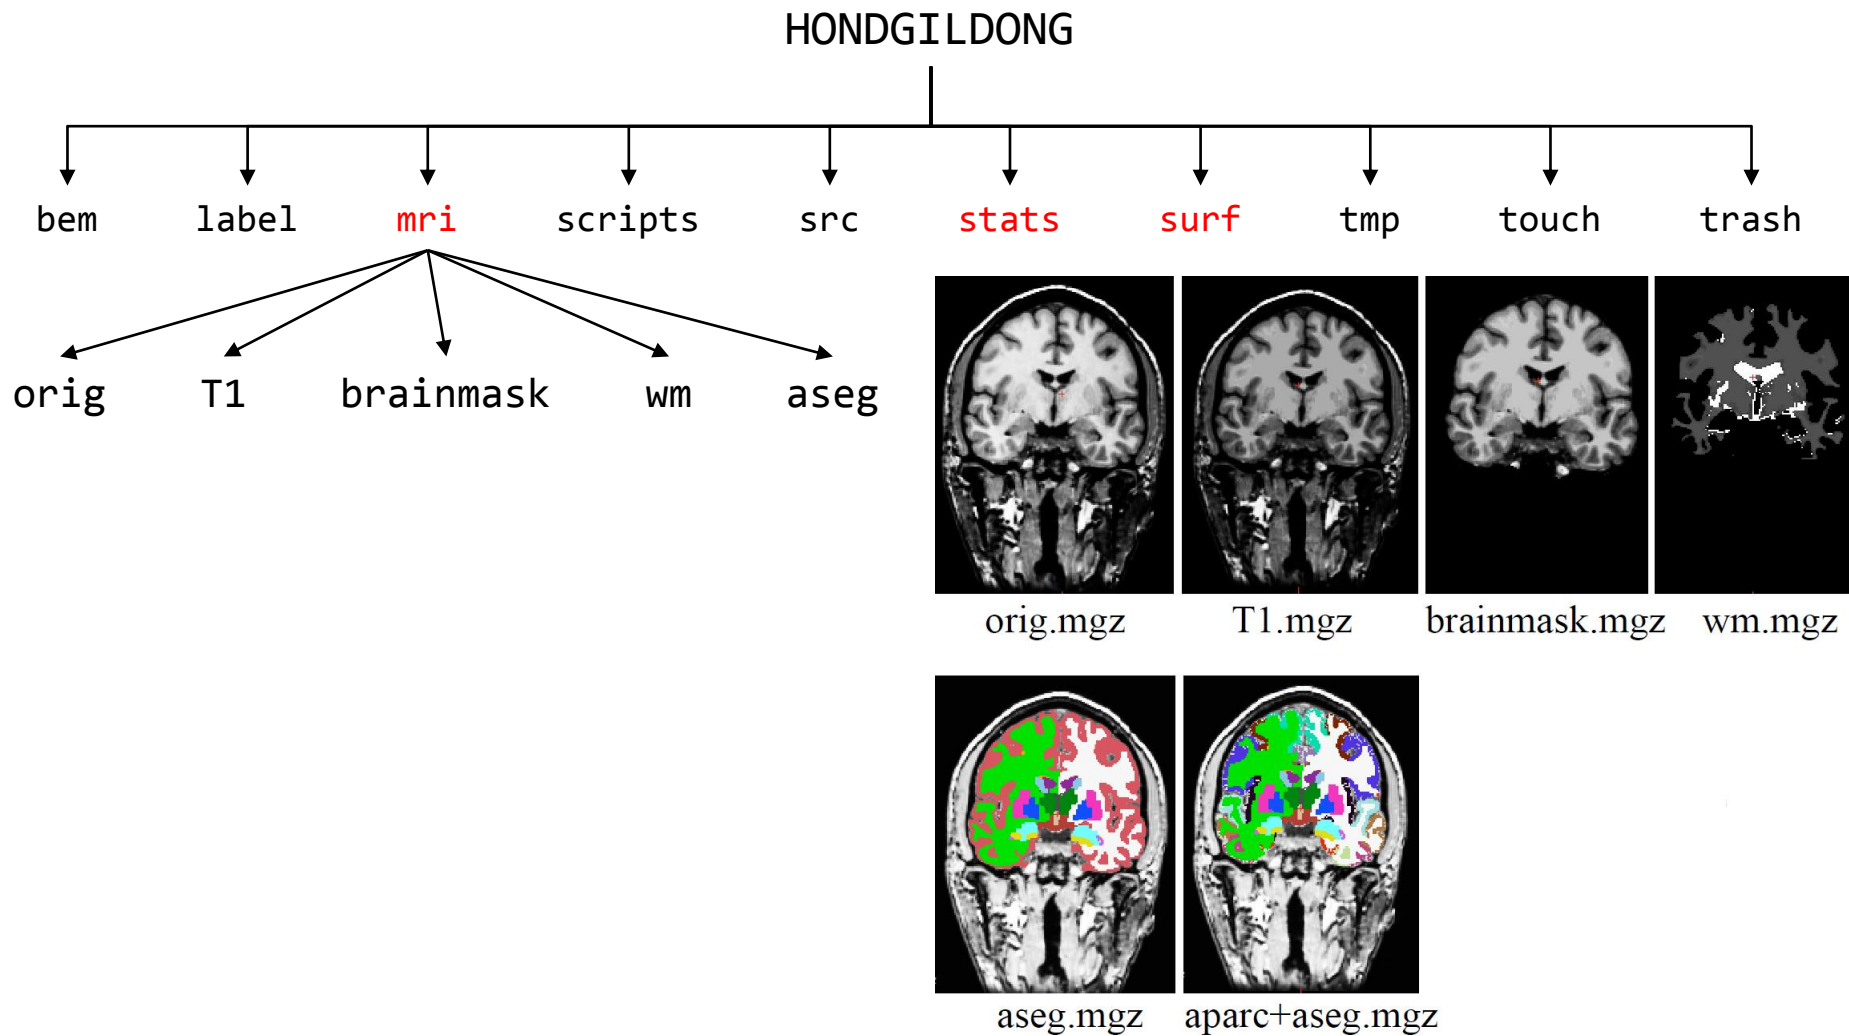 HONDGILDONG
bem label mri scripts src stats surf tmp touch trash
orig T1 brainmask wm aseg
orig.mgz T1.mgz brainmask.mgz wm.mgz
aseg.mgz aparc+aseg.mgz